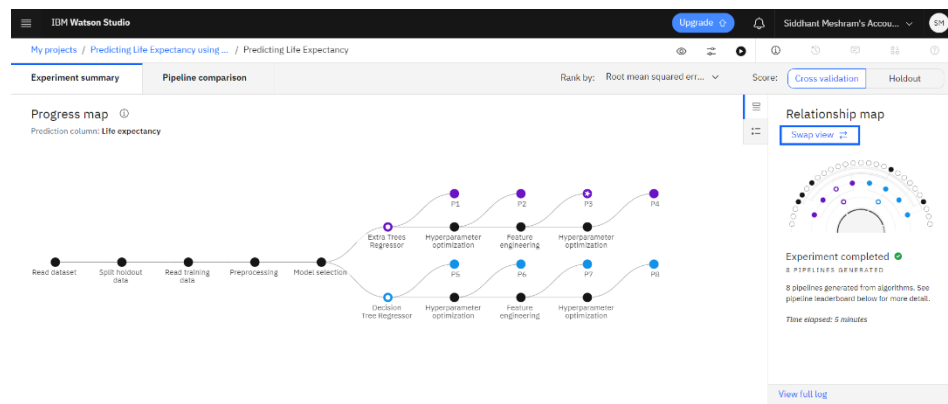 IBM Watson Studio
Upgrade
Siddhant Meshram's Accou...
SM
My projects / Predicting Life Expectancy using ... / Predicting Life Expectancy
Experiment summary
Pipeline comparison
Rank by: Root mean squared err...
Score: Cross validation Holdout
Progress map
Prediction column: Life expectancy
Relationship map
Swap view
P1
P2
P3
P4
Extra Trees
Regressor
Hyperparameter
optimization
Feature
engineering
Hyperparameter
optimization
Read dataset
Split holdout
data
Read training
data
Preprocessing
Model selection
P5
P6
P7
P8
Decision
Tree Regressor
Hyperparameter
optimization
Feature
engineering
Hyperparameter
optimization
Experiment completed
8 PIPELINES GENERATED
8 pipelines generated from algorithms. See
pipeline leaderboard below for more detail.
Time elapsed: 5 minutes
View full log